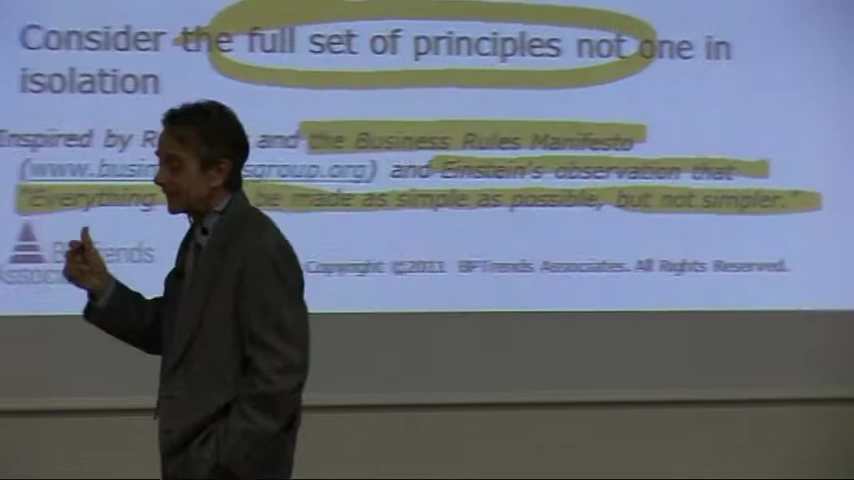 Consider the full set of principles not one in
isolation
Inspired by R and the Business Rules Manifesto
(www.busin sgroup.org) and Einstein's observation that
"Everything be made as simple as possible, but not simpler."
BPTrends
Associa
Copyright ©2011 BPTrends Associates. All Rights Reserved.